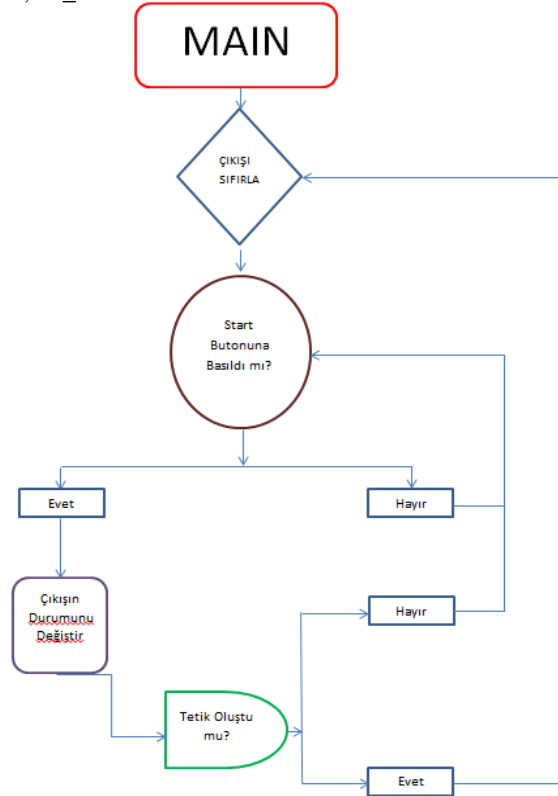 MAIN
ÇIKIŞI
SIFIRLA
Start
Butonuna
Basıldı mı?
Evet
Hayır
Çıkışın
Durumunu
Değiştir
Hayır
Tetik Oluştu
mu?
Evet